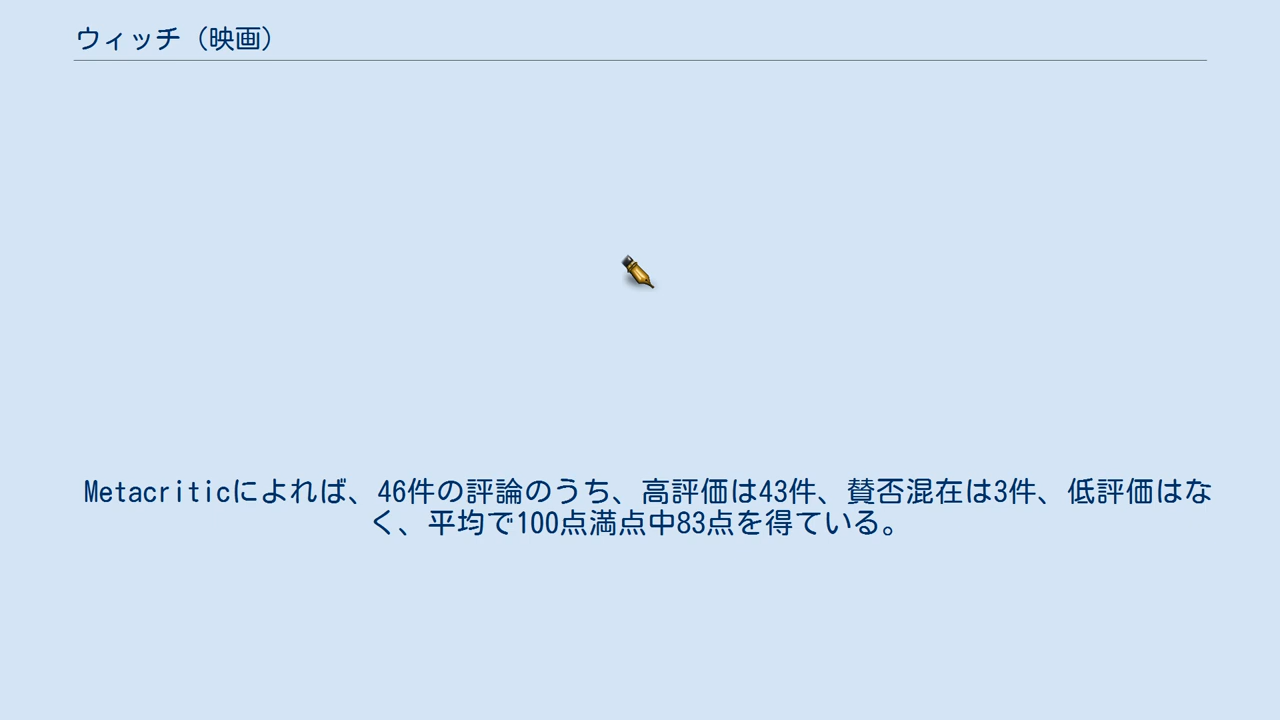 ウィッチ（映画）
Metacriticによれば、46件の評論のうち、高評価は43件、賛否混在は3件、低評価はな
く、平均で100点満点中83点を得ている。